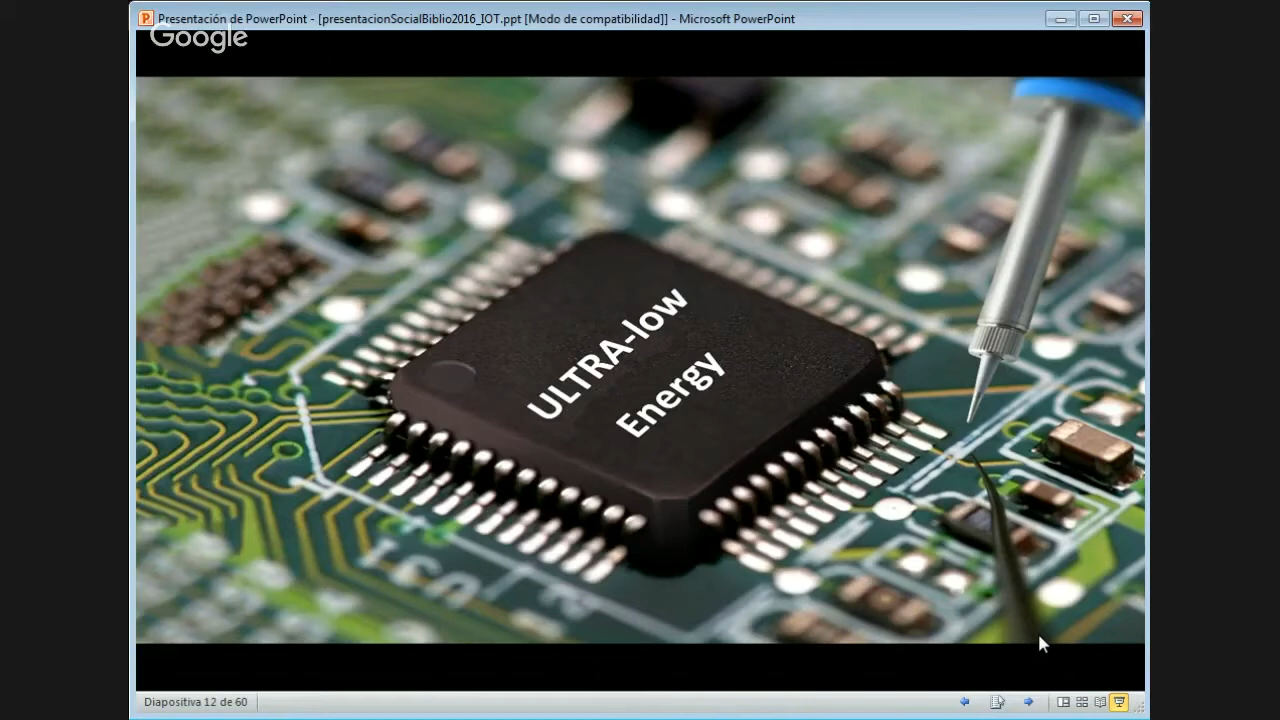 Presentación de PowerPoint - [presentacionSocialBiblio2016_IOT.ppt [Modo de compatibilidad]] - Microsoft PowerPoint
Google
ULTRA-low
Energy
Diapositiva 12 de 60